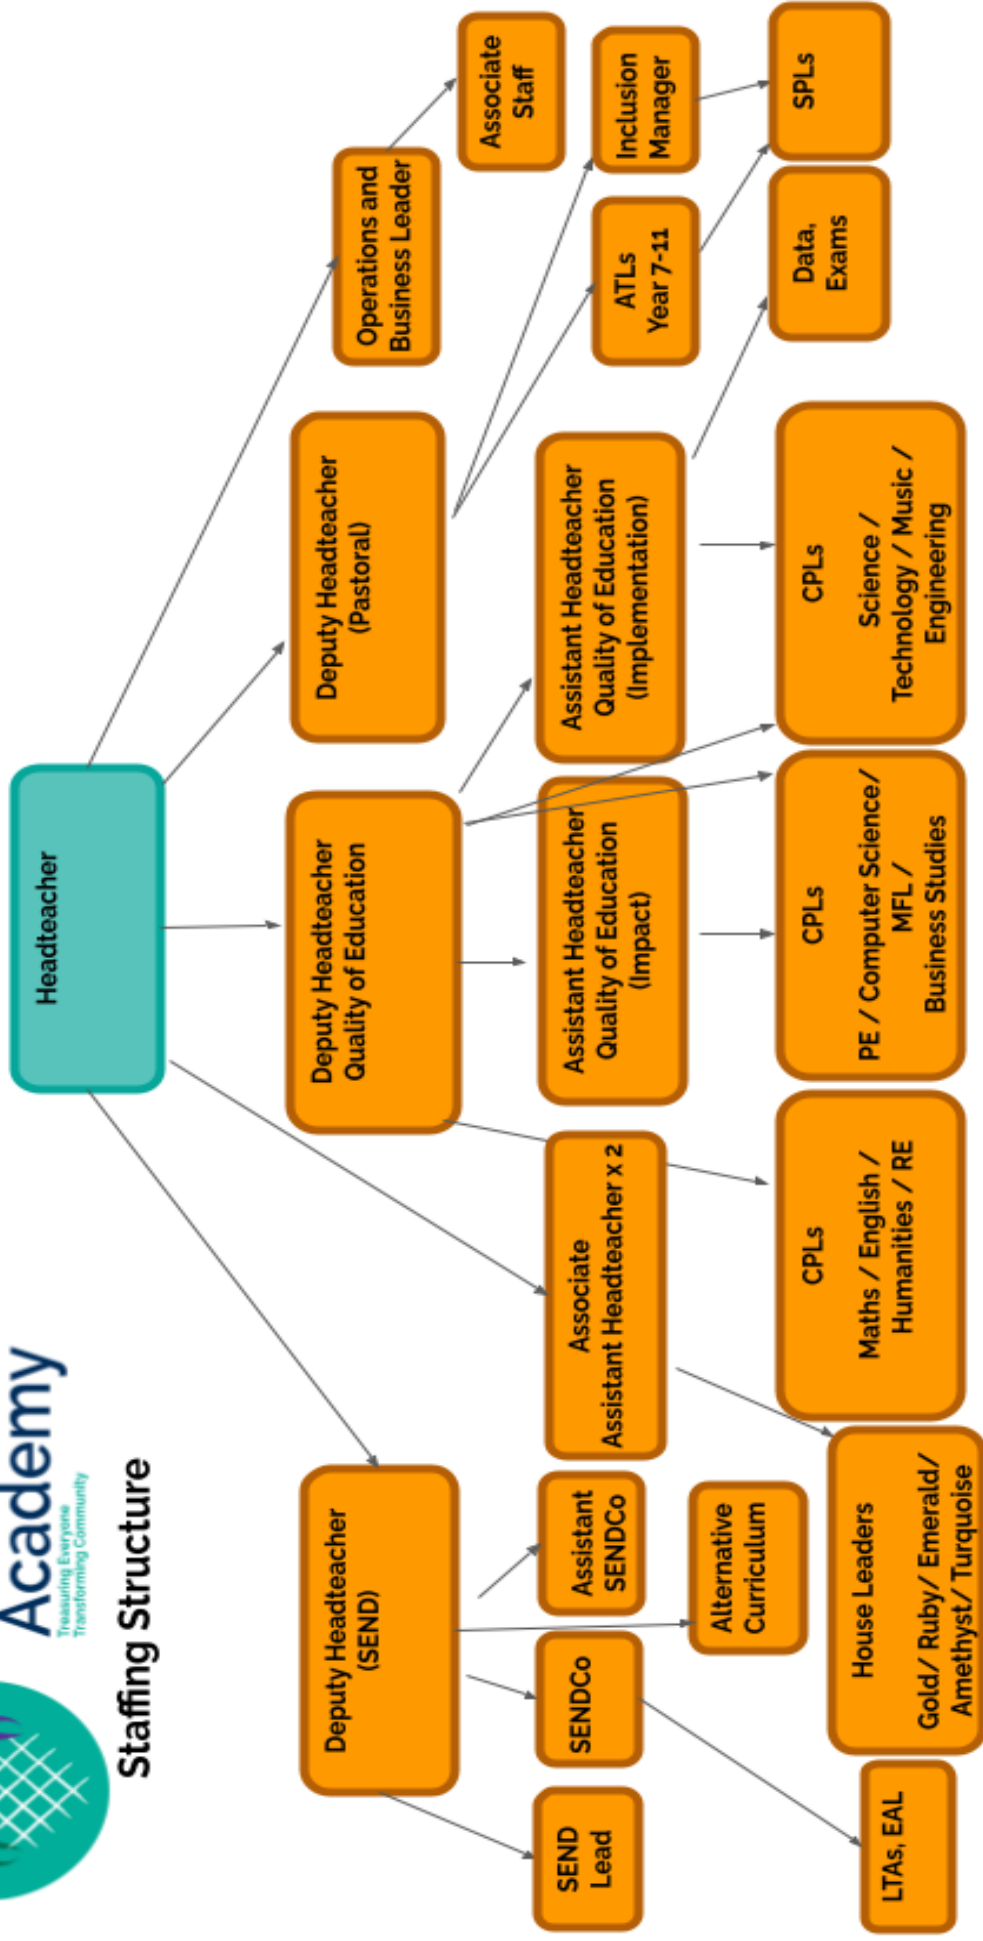 Academy
Treasuring Everyone
Transforming Community
Staffing Structure
Headteacher
Deputy Headteacher
(SEND)
Deputy Headteacher
Quality of Education
Deputy Headteacher
(Pastoral)
Operations and
Business Leader
Associate
Staff
SEND
Lead
SENDCo
Assistant
SENDCo
Alternative
Curriculum
Associate
Assistant Headteacher x 2
Assistant Headteacher
Quality of Education
(Impact)
Assistant Headteacher
Quality of Education
(Implementation)
ATLs
Year 7-11
Inclusion
Manager
LTAs, EAL
House Leaders
Gold/ Ruby/ Emerald/
Amethyst/ Turquoise
CPLs
Maths / English /
Humanities / RE
CPLs
PE / Computer Science/
MFL /
Business Studies
CPLs
Science /
Technology / Music /
Engineering
Data,
Exams
SPLs